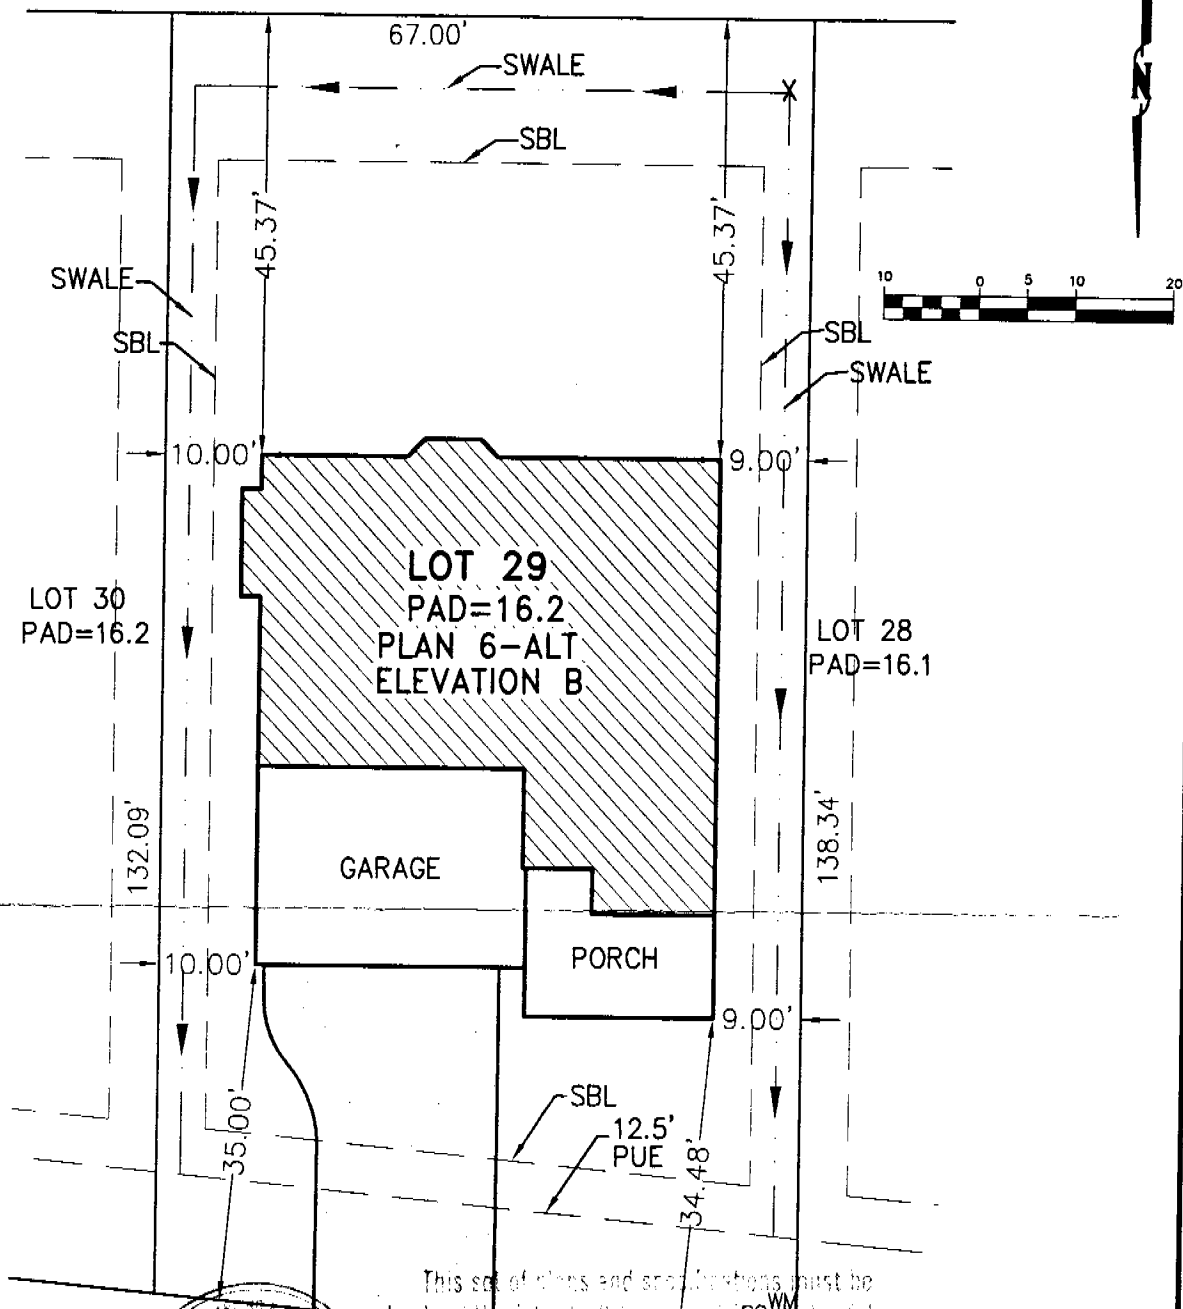 67.00'
SWALE
N
SBL
45.37'
45.37'
SWALE
10 0 5 10 20
SBL
SBL
SWALE
10.00'
9.00'
LOT 29
PAD=16.2
PLAN 6-ALT
ELEVATION B
LOT 30
PAD=16.2
LOT 28
PAD=16.1
132.09'
138.34'
GARAGE
PORCH
10.00'
9.00'
SBL
12.5'
PUE
35.00'
34.48'
This set of plans and specifications must be
WM